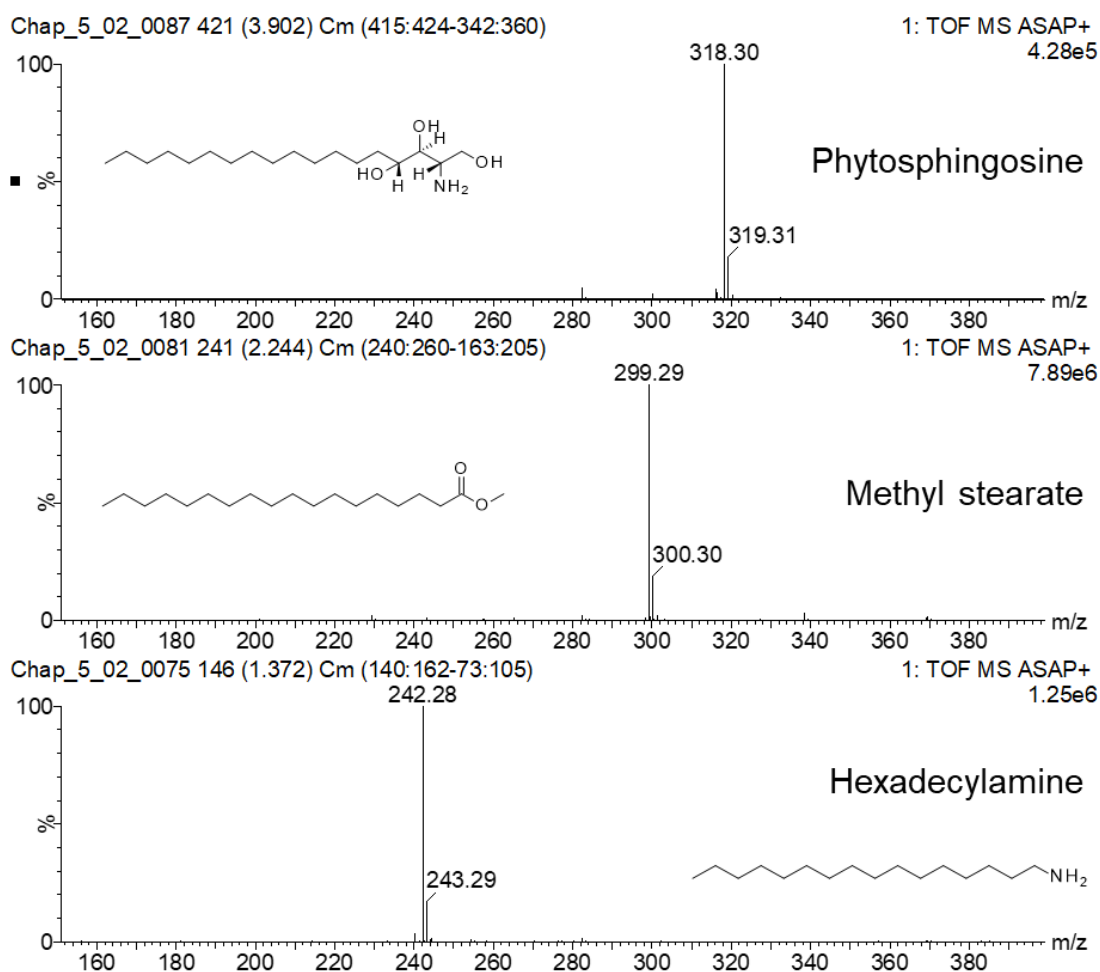 Chap_5_02_0087 421 (3.902) Cm (415:424-342:360) 1: TOF MS ASAP+
4.28e5
100
318.30
OH
H
OH
HO
H
H
NH2
Phytosphingosine
%
319.31
0
m/z
160 180 200 220 240 260 280 300 320 340 360 380
Chap_5_02_0081 241 (2.244) Cm (240:260-163:205) 1: TOF MS ASAP+
7.89e6
100
299.29
O
O
Methyl stearate
%
300.30
0
m/z
160 180 200 220 240 260 280 300 320 340 360 380
Chap_5_02_0075 146 (1.372) Cm (140:162-73:105) 1: TOF MS ASAP+
1.25e6
100
242.28
Hexadecylamine
%
243.29
NH2
0
m/z
160 180 200 220 240 260 280 300 320 340 360 380